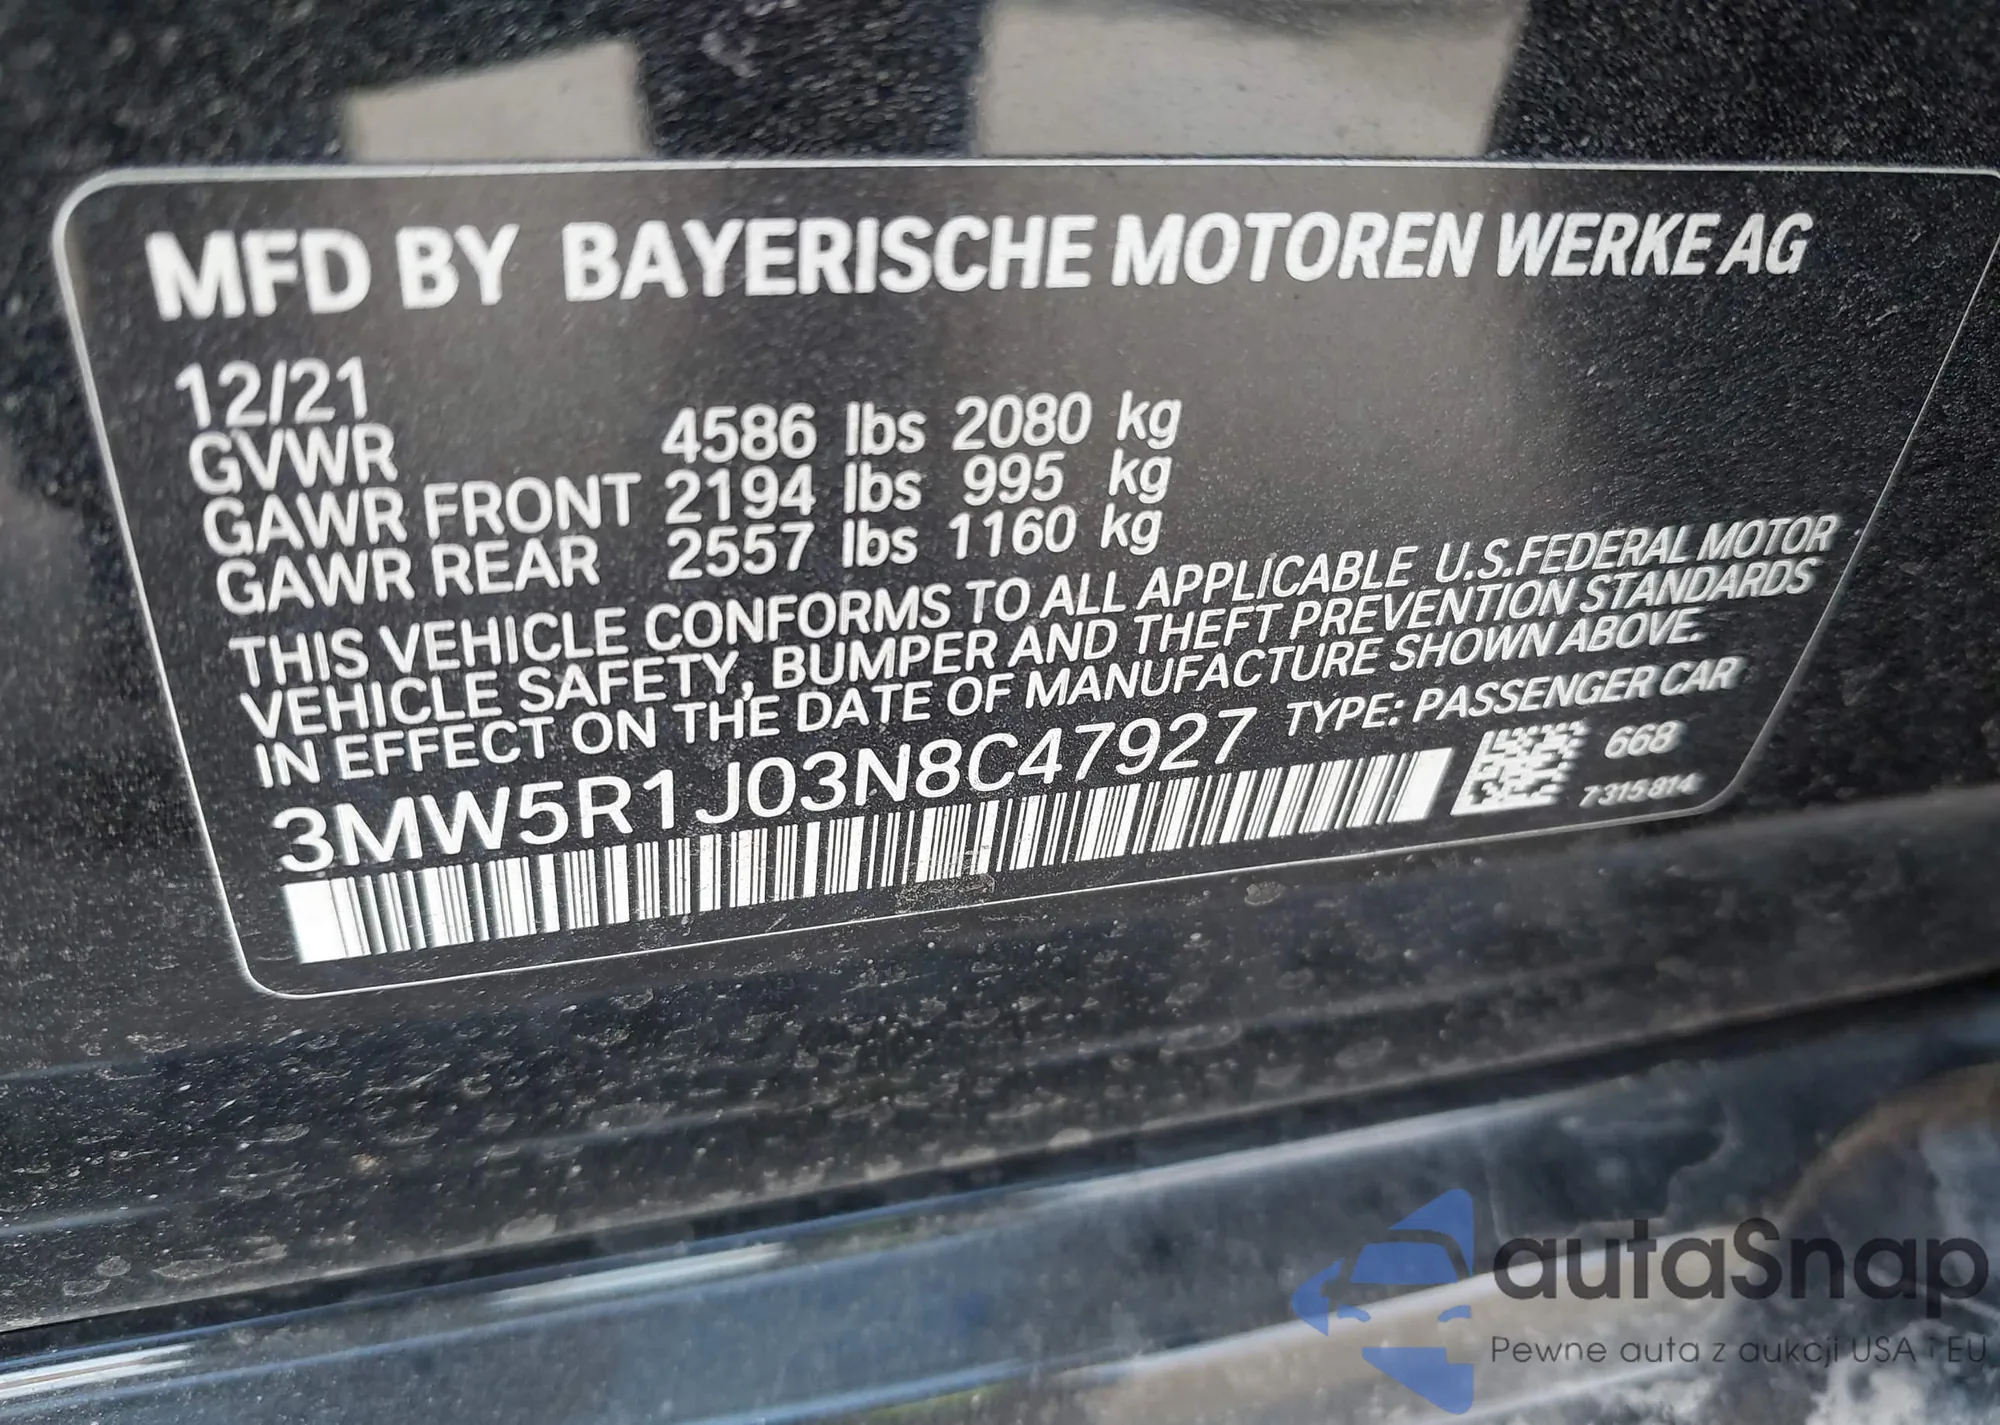 MFD BY BAYERISCHE MOTOREN WERKE AG
12/21
GVWR 4586 lbs 2080 kg
GAWR FRONT 2194 lbs 995 kg
GAWR REAR 2557 lbs 1160 kg
THIS VEHICLE CONFORMS TO ALL APPLICABLE U.S.FEDERAL MOTOR
VEHICLE SAFETY, BUMPER AND THEFT PREVENTION STANDARDS
IN EFFECT ON THE DATE OF MANUFACTURE SHOWN ABOVE.
3MW5R1J03N8C47927 TYPE: PASSENGER CAR
668
7315814
autaSnap
Pewne auta z aukcji USA i EU